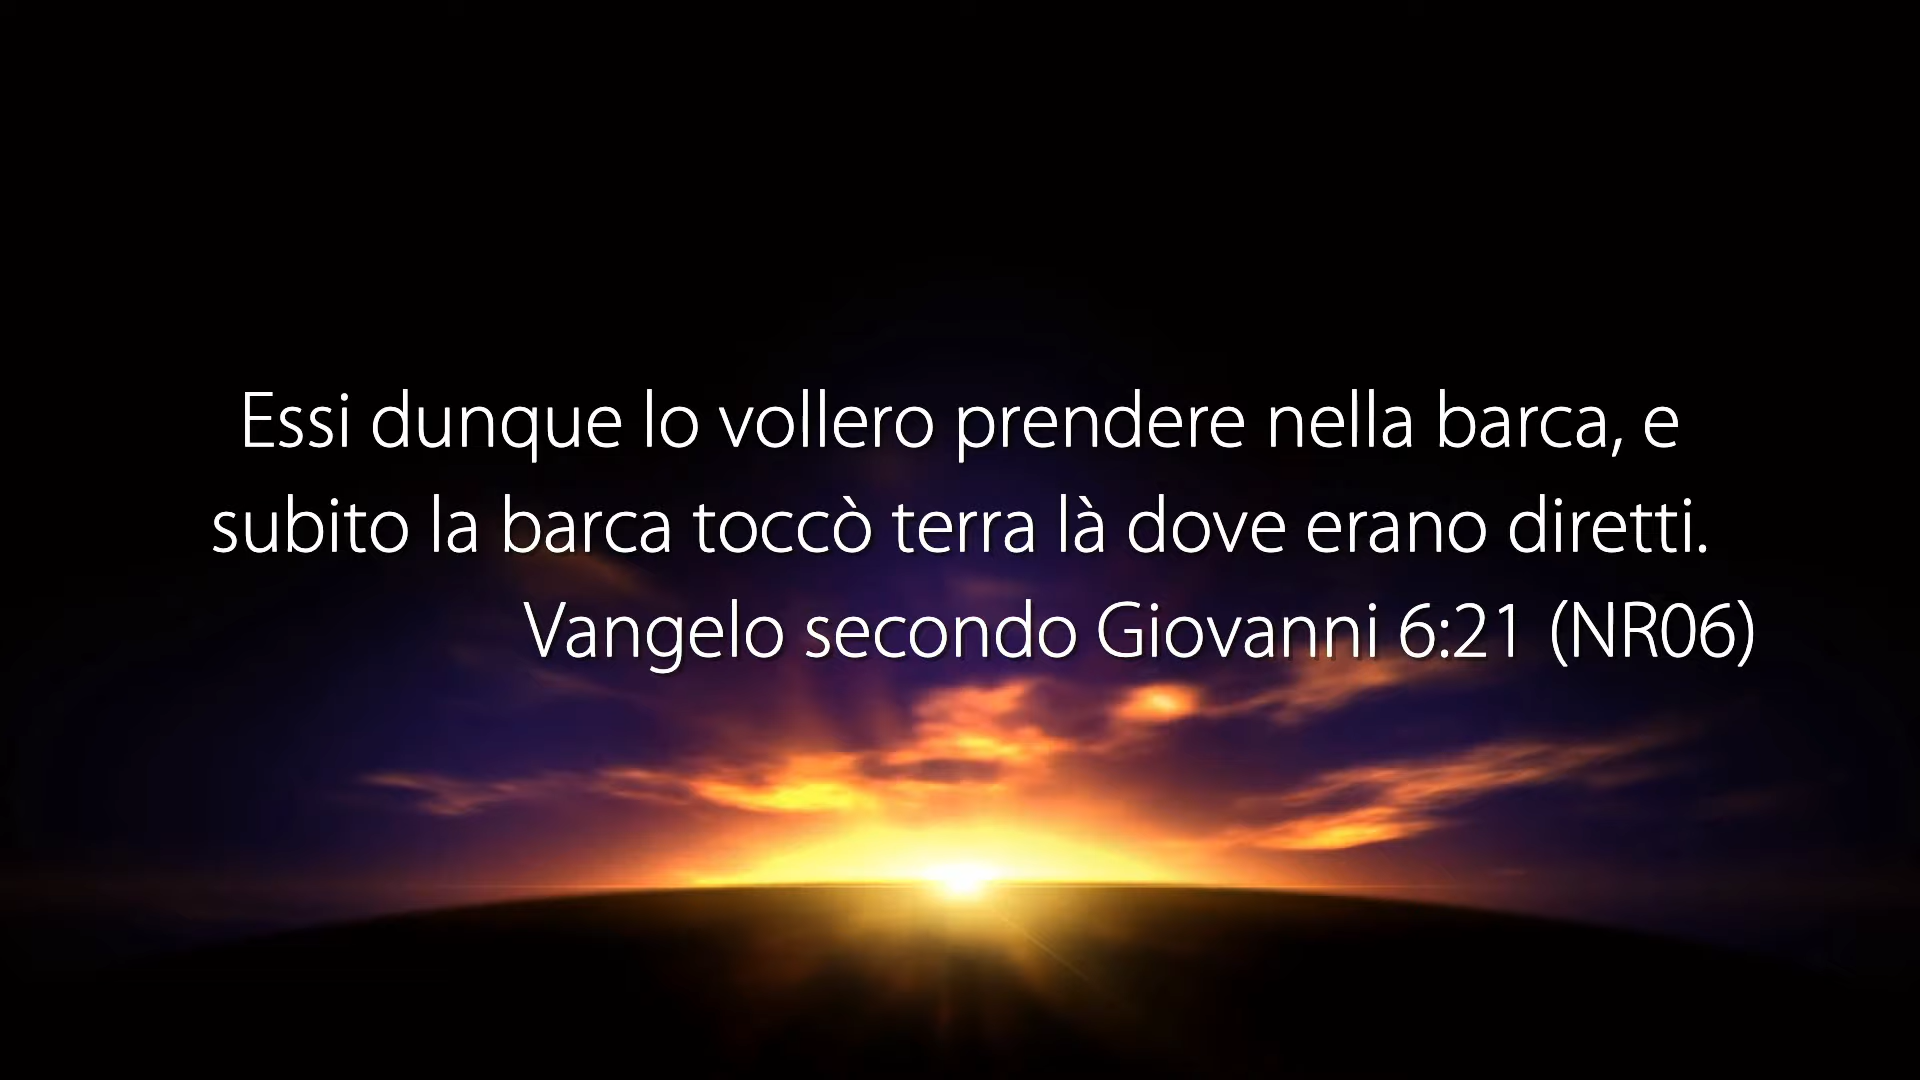 Essi dunque lo vollero prendere nella barca, e
subito la barca toccò terra là dove erano diretti.
Vangelo secondo Giovanni 6:21 (NR06)